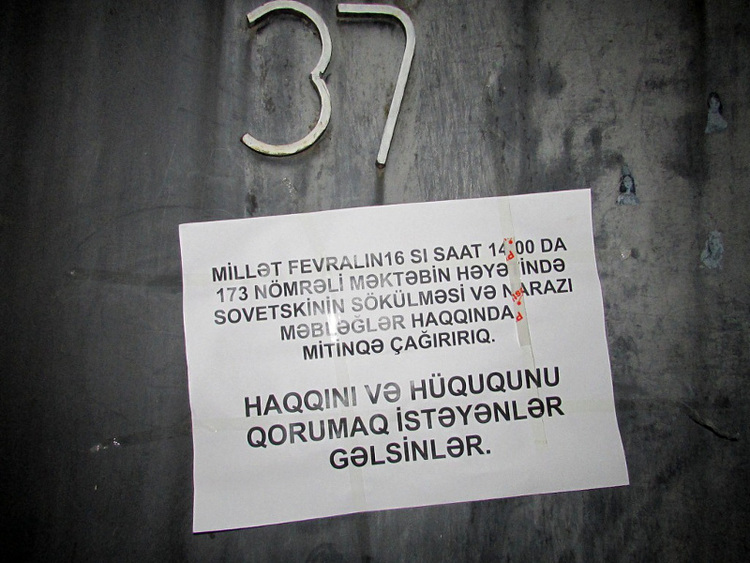 37
MİLLƏT FEVRALIN16 SI SAAT 14:00 DA
173 NÖMRƏLİ MƏKTƏBİN HƏYƏTİNDƏ
SOVETSKİNİN SÖKÜLMƏSİ VƏ NARAZI
MƏBLƏĞLƏR HAQQINDA
MİTİNQƏ ÇAĞIRIRIQ.
HAQQINI VƏ HÜQUQUNU
QORUMAQ İSTƏYƏNLƏR
GƏLSİNLƏR.